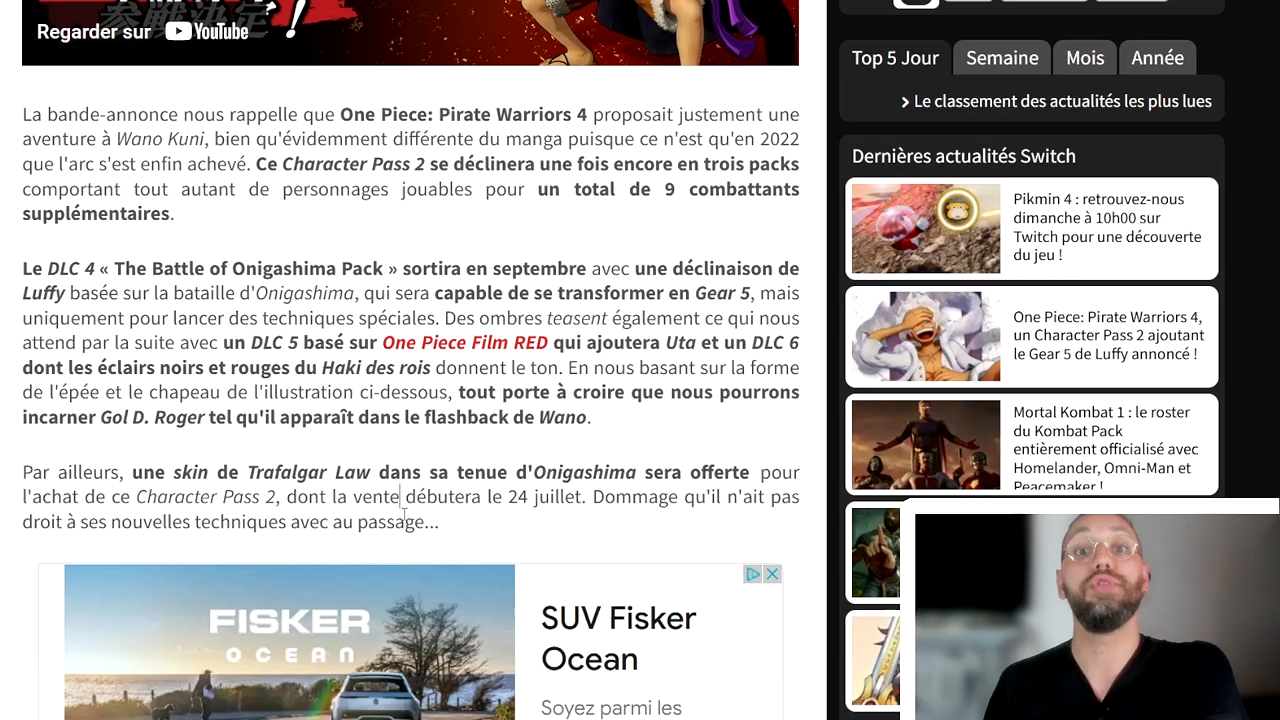 参戦決定!
Regarder sur YouTube
La bande-annonce nous rappelle que One Piece: Pirate Warriors 4 proposait justement une
aventure à Wano Kuni, bien qu'évidemment différente du manga puisque ce n'est qu'en 2022
que l'arc s'est enfin achevé. Ce Character Pass 2 se déclinera une fois encore en trois packs
comportant tout autant de personnages jouables pour un total de 9 combattants
supplémentaires.
Le DLC 4 « The Battle of Onigashima Pack » sortira en septembre avec une déclinaison de
Luffy basée sur la bataille d'Onigashima, qui sera capable de se transformer en Gear 5, mais
uniquement pour lancer des techniques spéciales. Des ombres teasent également ce qui nous
attend par la suite avec un DLC 5 basé sur One Piece Film RED qui ajoutera Uta et un DLC 6
dont les éclairs noirs et rouges du Haki des rois donnent le ton. En nous basant sur la forme
de l'épée et le chapeau de l'illustration ci-dessous, tout porte à croire que nous pourrons
incarner Gol D. Roger tel qu'il apparaît dans le flashback de Wano.
Par ailleurs, une skin de Trafalgar Law dans sa tenue d'Onigashima sera offerte pour
l'achat de ce Character Pass 2, dont la vente débutera le 24 juillet. Dommage qu'il n'ait pas
droit à ses nouvelles techniques avec au passage...
FISKER
OCEAN
SUV Fisker
Ocean
Soyez parmi les
Top 5 Jour
Semaine
Mois
Année
Le classement des actualités les plus lues
Dernières actualités Switch
Pikmin 4 : retrouvez-nous
dimanche à 10h00 sur
Twitch pour une découverte
du jeu !
One Piece: Pirate Warriors 4,
un Character Pass 2 ajoutant
le Gear 5 de Luffy annoncé !
Mortal Kombat 1 : le roster
du Kombat Pack
entièrement officialisé avec
Homelander, Omni-Man et
Peacemaker !